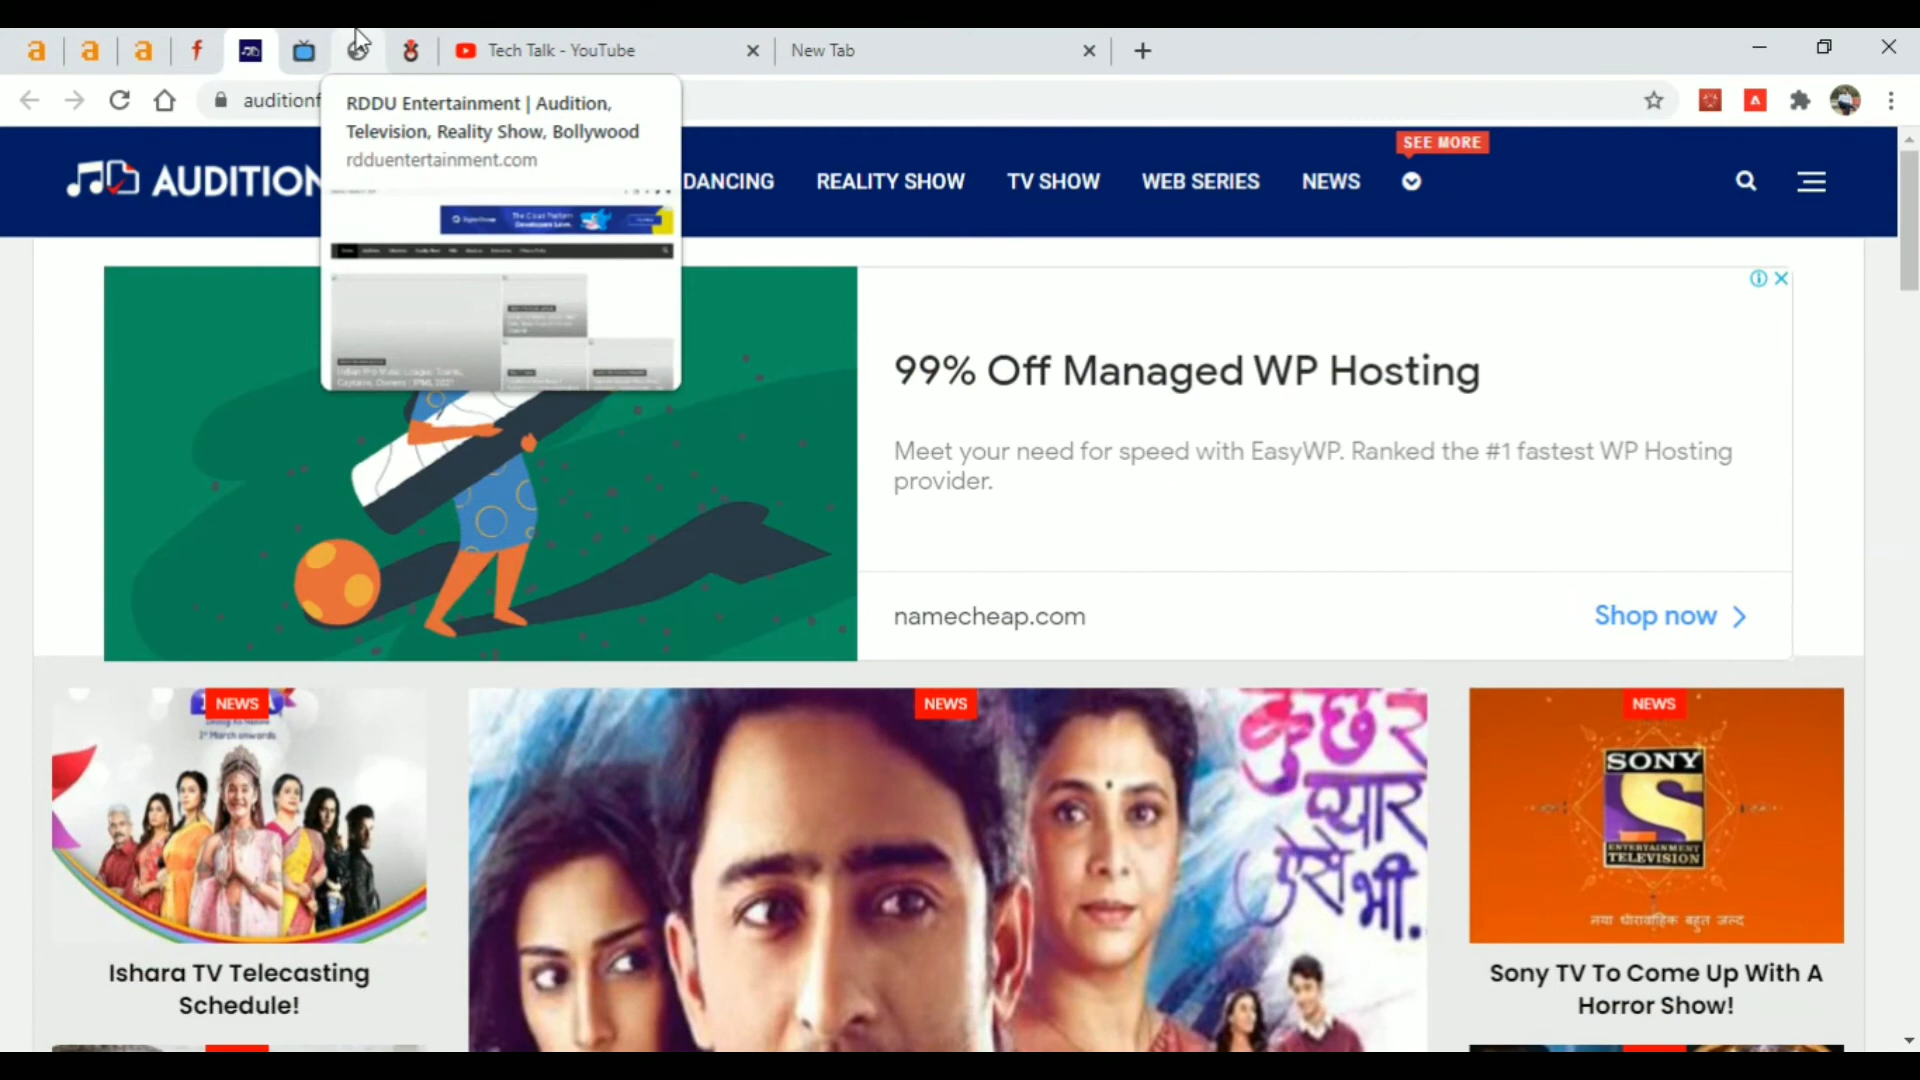 Tech Talk - YouTube
New Tab
auditionf
RDDU Entertainment | Audition,
Television, Reality Show, Bollywood
rdduentertainment.com
AUDITION
DANCING
REALITY SHOW
TV SHOW
WEB SERIES
NEWS
SEE MORE
99% Off Managed WP Hosting
Meet your need for speed with EasyWP. Ranked the #1 fastest WP Hosting
provider.
namecheap.com
Shop now
NEWS
1st March onwards
Ishara TV Telecasting
Schedule!
NEWS
कुछ र
प्यार
ऐसे भी.
NEWS
SONY
ENTERTAINMENT
TELEVISION
नया धारावाहिक बहुत जल्द
Sony TV To Come Up With A
Horror Show!